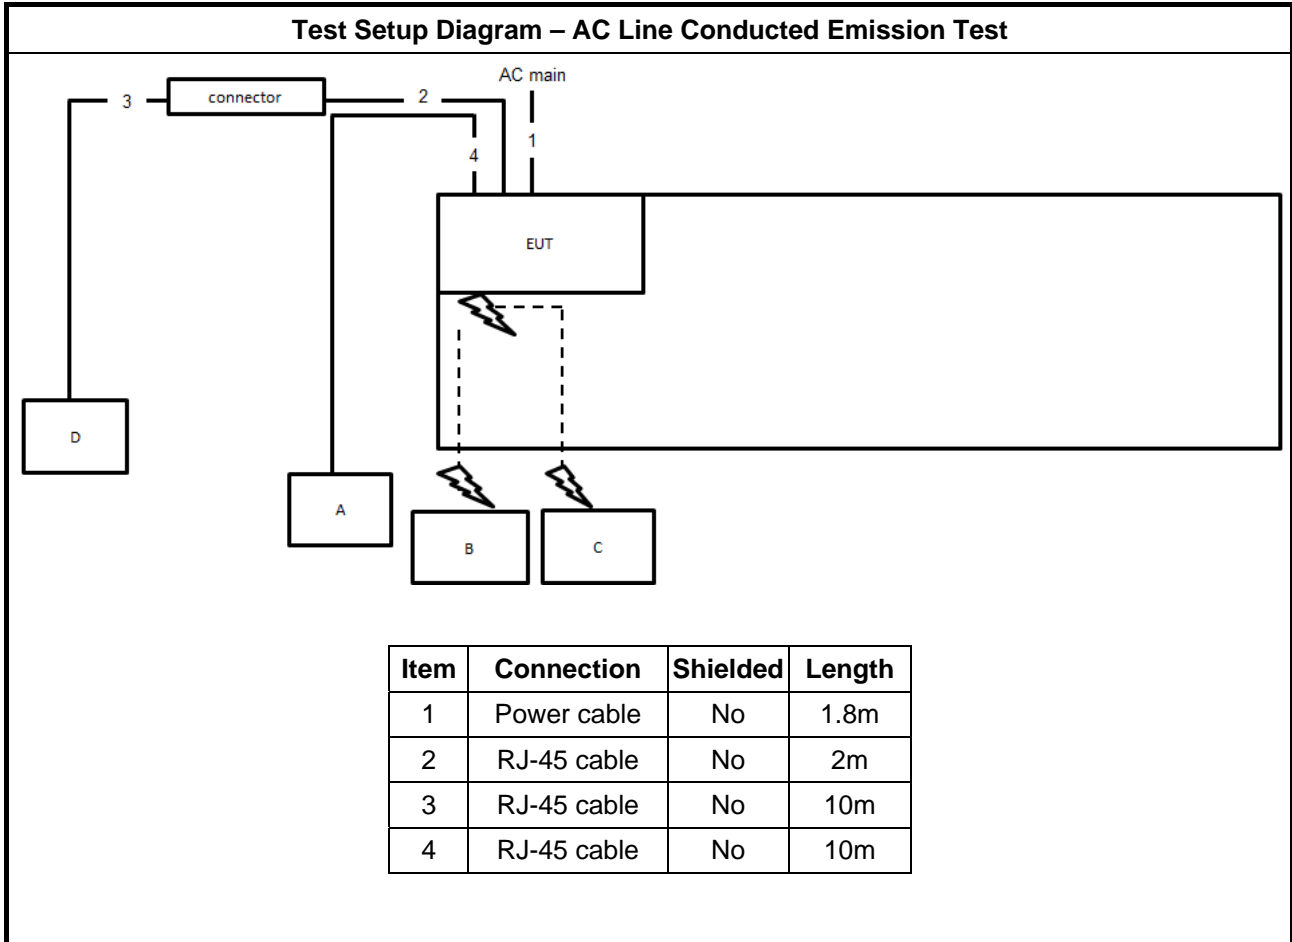 Test Setup Diagram – AC Line Conducted Emission Test
AC main
3
connector
2
1
4
EUT
D
A
B
C
Item Connection Shielded Length
1 Power cable No 1.8m
2 RJ-45 cable No 2m
3 RJ-45 cable No 10m
4 RJ-45 cable No 10m